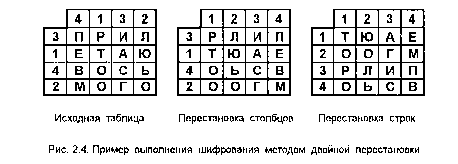 4 1 3 2
3 П Р И Л
1 Е Т А Ю
4 В О С Ь
2 М О Г О
Исходная таблица
1 2 3 4
3 Р Л И П
1 Т Ю А Е
4 О Ь С В
2 О О Г М
Перестановка столбцов
1 2 3 4
1 Т Ю А Е
2 О О Г М
3 Р Л И П
4 О Ь С В
Перестановка строк
Рис. 2.4. Пример выполнения шифрования методом двойной перестановки